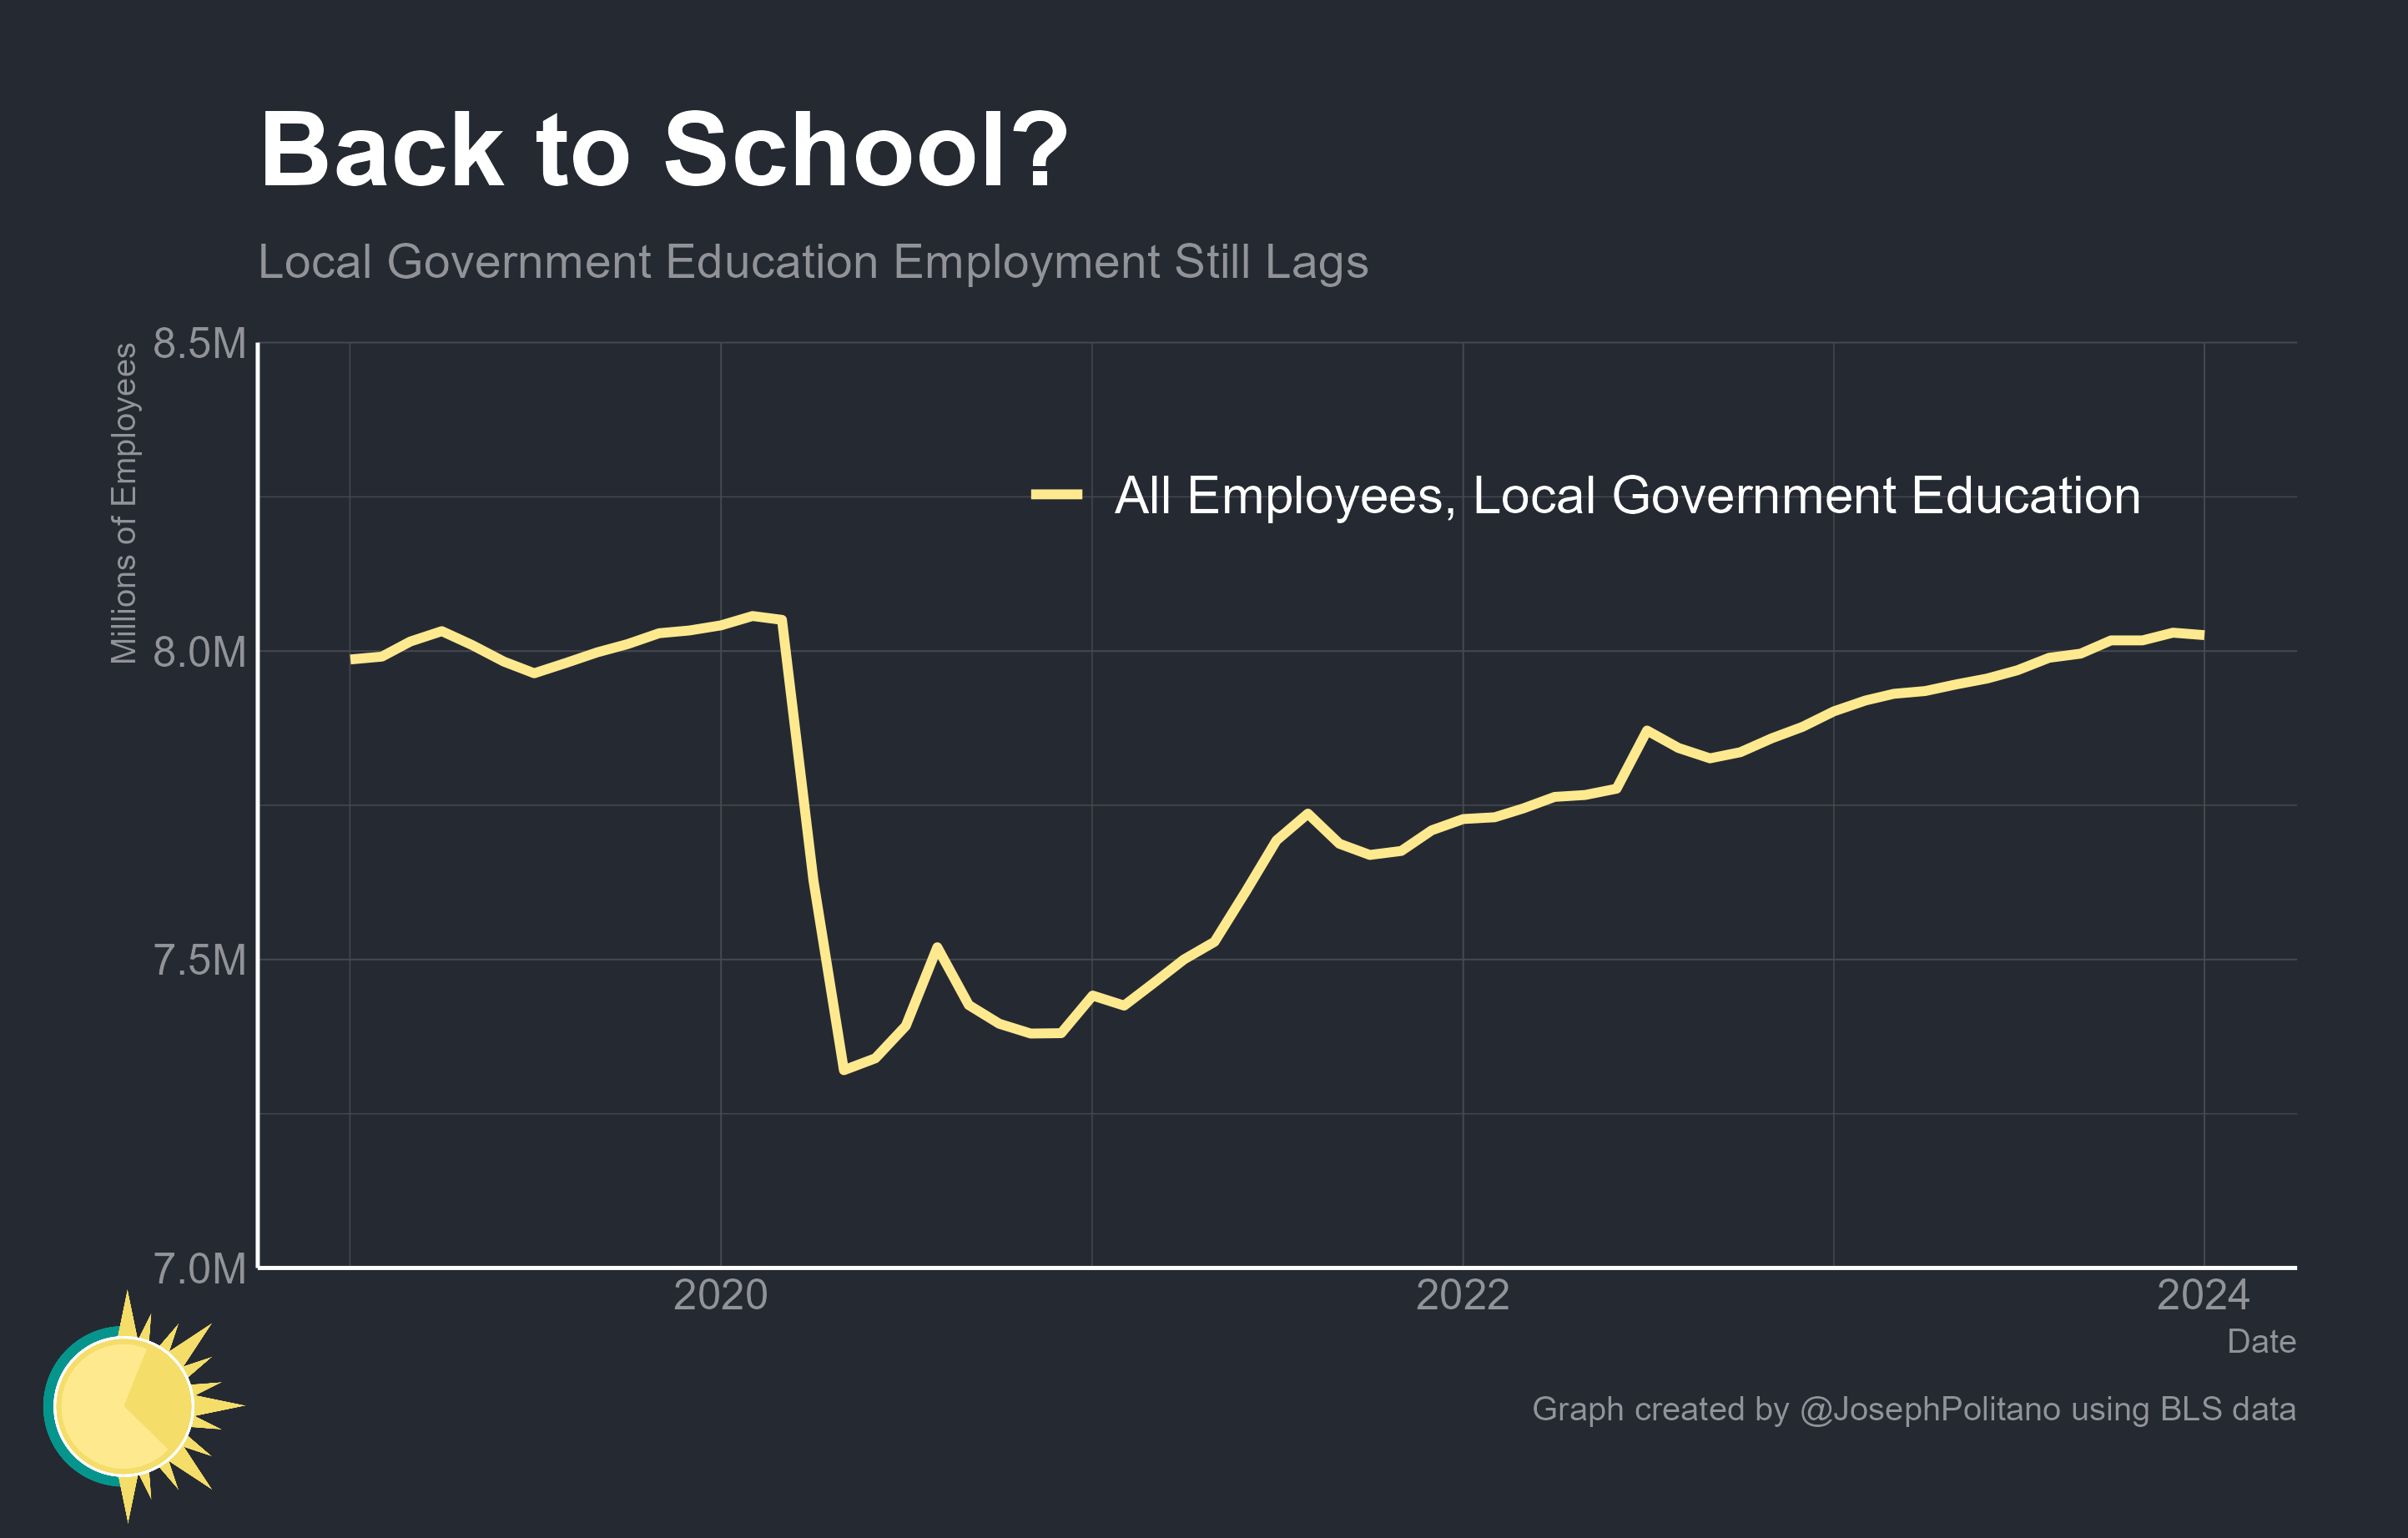 Back to School?
Local Government Education Employment Still Lags
Millions of Employees
8.5M
8.0M
7.5M
7.0M
All Employees, Local Government Education
2020
2022
2024
Date
Graph created by @JosephPolitano using BLS data